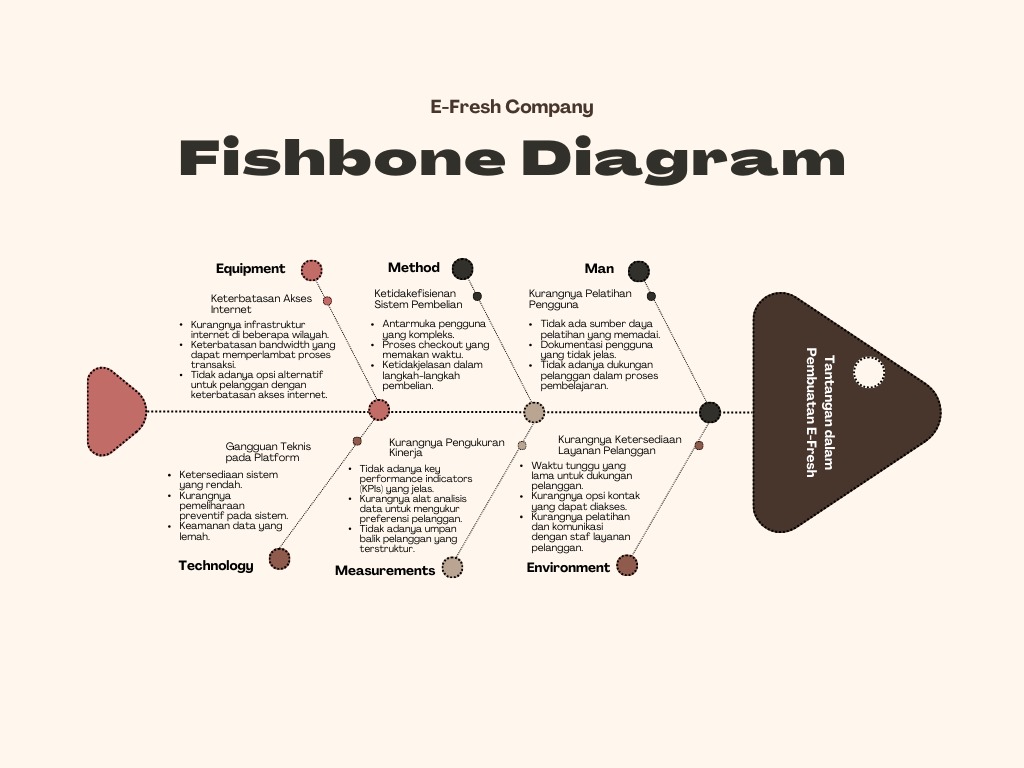 E-Fresh Company
Fishbone Diagram
Equipment
Keterbatasan Akses
Internet
• Kurangnya infrastruktur
internet di beberapa wilayah.
• Keterbatasan bandwidth yang
dapat memperlambat proses
transaksi.
• Tidak adanya opsi alternatif
untuk pelanggan dengan
keterbatasan akses internet.
Method
Ketidakefisienan
Sistem Pembelian
• Antarmuka pengguna
yang kompleks.
• Proses checkout yang
memakan waktu.
• Ketidakjelasan dalam
langkah-langkah
pembelian.
Man
Kurangnya Pelatihan
Pengguna
• Tidak ada sumber daya
pelatihan yang memadai.
• Dokumentasi pengguna
yang tidak jelas.
• Tidak adanya dukungan
pelanggan dalam proses
pembelajaran.
Tantangan dalam
Pembuatan E-Fresh
Gangguan Teknis
pada Platform
• Ketersediaan sistem
yang rendah.
• Kurangnya
pemeliharaan
preventif pada sistem.
• Keamanan data yang
lemah.
Technology
Kurangnya Pengukuran
Kinerja
• Tidak adanya key
performance indicators
(KPIs) yang jelas.
• Kurangnya alat analisis
data untuk mengukur
preferensi pelanggan.
• Tidak adanya umpan
balik pelanggan yang
terstruktur.
Measurements
Kurangnya Ketersediaan
Layanan Pelanggan
• Waktu tunggu yang
lama untuk dukungan
pelanggan.
• Kurangnya opsi kontak
yang dapat diakses.
• Kurangnya pelatihan
dan komunikasi
dengan staf layanan
pelanggan.
Environment